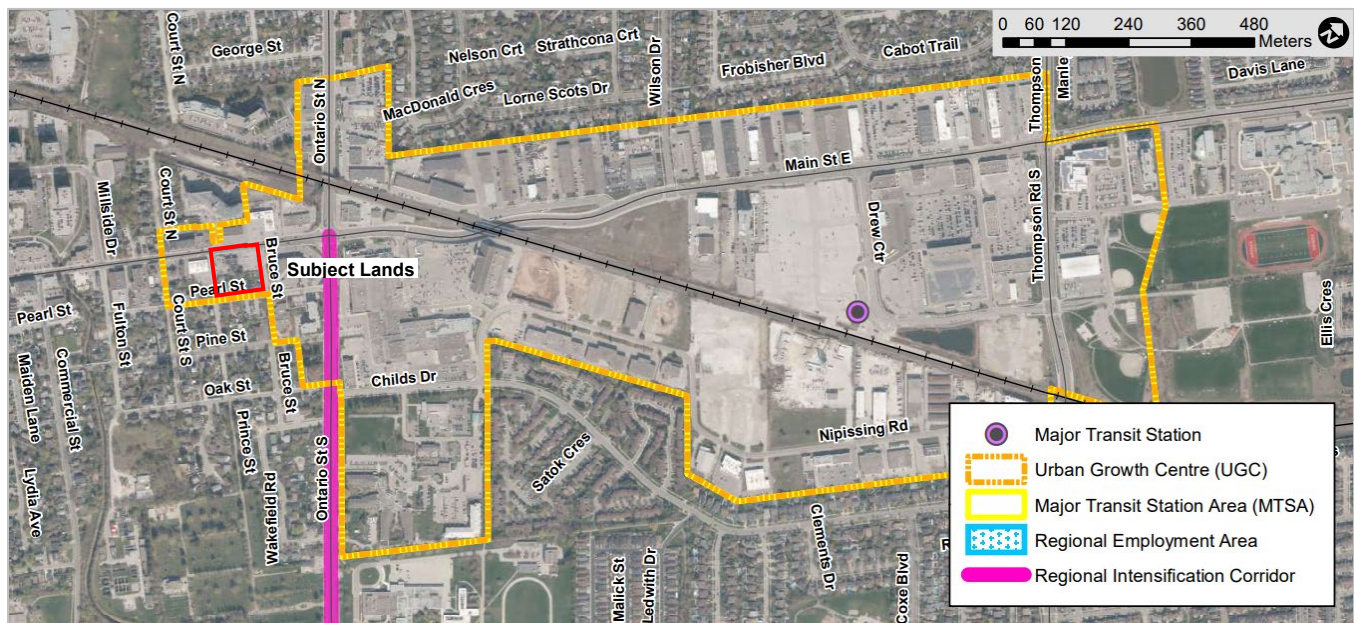 0 60 120 240 360 480
Meters
George St
Court St N
Nelson Crt
Strathcona Crt
Wilson Dr
Frobisher Blvd
Cabot Trail
Thompson
Manle
Davis Lane
Ontario St N
MacDonald Cres
Lorne Scots Dr
Main St E
Millside Dr
Court St N
Drew Ctr
Thompson Rd S
Bruce St
Subject Lands
Pearl St
Pearl St
Fulton St
Court St S
Pine St
Ellis Cres
Maiden Lane
Commercial St
Oak St
Bruce St
Childs Dr
Prince St
Nipissing Rd
Satok Cres
Lydia Ave
Wakefield Rd
Ontario St S
Clements Dr
Malick St
Ledwith Dr
Coxe Blvd
R
s
Major Transit Station
Urban Growth Centre (UGC)
Major Transit Station Area (MTSA)
Regional Employment Area
Regional Intensification Corridor